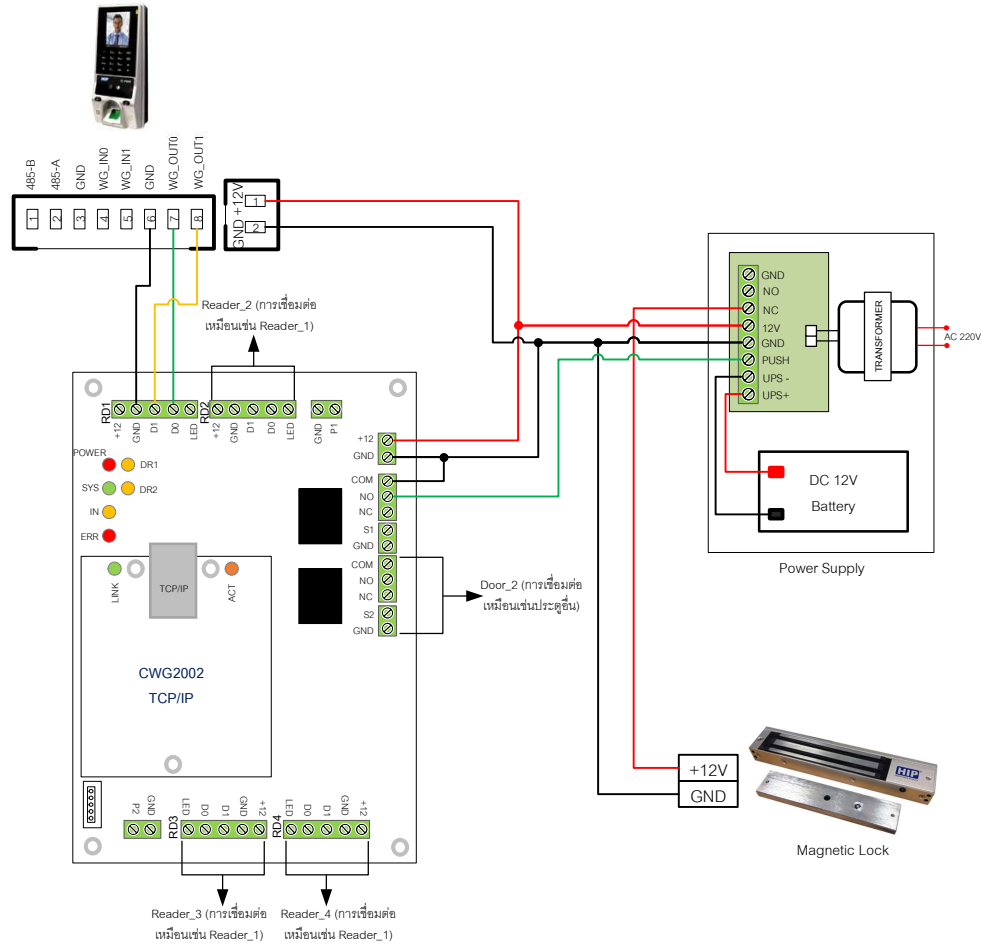 485-B
485-A
GND
WG_IN0
WG_IN1
GND
WG_OUT0
WG_OUT1
1
2
3
4
5
6
7
8
+12V
GND
1
2
Reader_2 (การเชื่อมต่อ
เหมือนเช่น Reader_1)
GND
NO
NC
12V
GND
PUSH
UPS -
UPS+
TRANSFORMER
AC 220V
DC 12V
Battery
Power Supply
RD1
+12
GND
D1
D0
LED
RD2
+12
GND
D1
D0
LED
GND
P1
POWER
DR1
SYS
DR2
IN
ERR
+12
GND
COM
NO
NC
S1
GND
COM
NO
NC
S2
GND
LINK
TCP/IP
ACT
Door_2 (การเชื่อมต่อ
เหมือนเช่นประตูอื่น)
CWG2002
TCP/IP
P2
GND
RD3
LED
D0
D1
GND
+12
RD4
LED
D0
D1
GND
+12
Reader_3 (การเชื่อมต่อ
เหมือนเช่น Reader_1)
Reader_4 (การเชื่อมต่อ
เหมือนเช่น Reader_1)
+12V
GND
HIP
Magnetic Lock